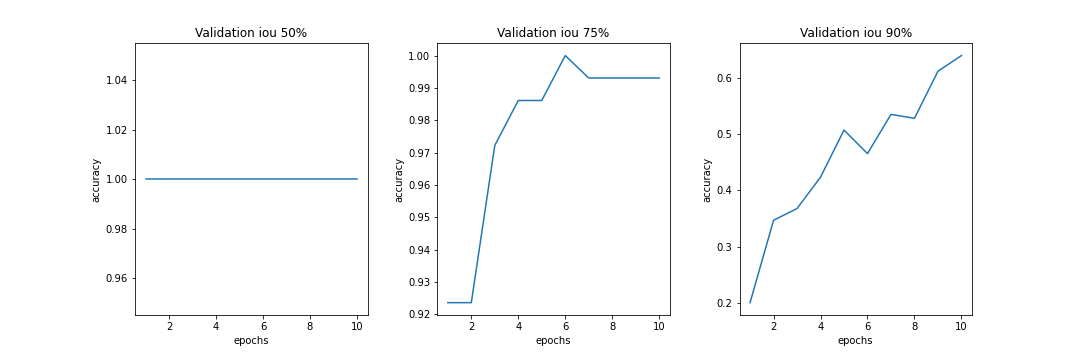 Validation iou 50%
accuracy
1.04
1.02
1.00
0.98
0.96
2 4 6 8 10
epochs
Validation iou 75%
accuracy
1.00
0.99
0.98
0.97
0.96
0.95
0.94
0.93
0.92
2 4 6 8 10
epochs
Validation iou 90%
accuracy
0.6
0.5
0.4
0.3
0.2
2 4 6 8 10
epochs